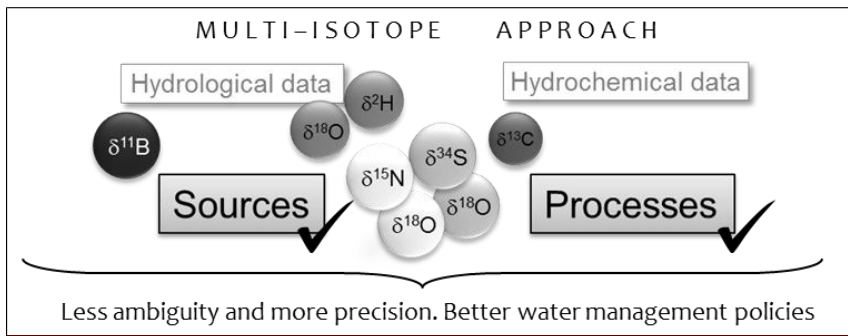 MULTI–ISOTOPE APPROACH
Hydrological data
Hydrochemical data
δ²H
δ¹⁸O
δ¹¹B
δ¹³C
δ³⁴S
δ¹⁵N
δ¹⁸O
δ¹⁸O
Sources
Processes
Less ambiguity and more precision. Better water management policies